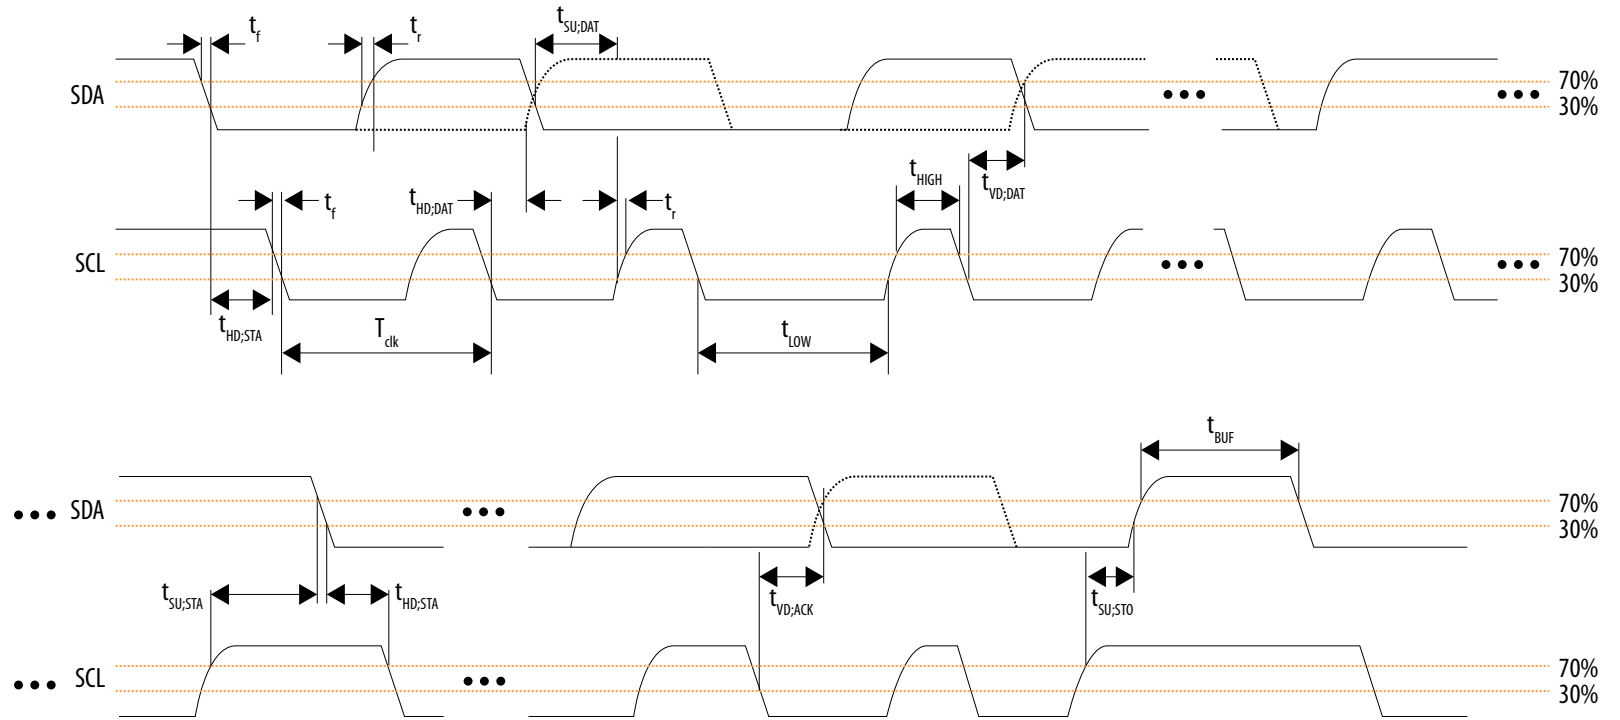 t_f t_r t_SU;DAT
SDA 70%
30%
t_f t_HD;DAT t_r t_HIGH t_VD;DAT
SCL 70%
30%
t_HD;STA T_clk t_LOW
t_BUF
SDA 70%
30%
t_SU;STA t_HD;STA t_VD;ACK t_SU;STO
SCL 70%
30%